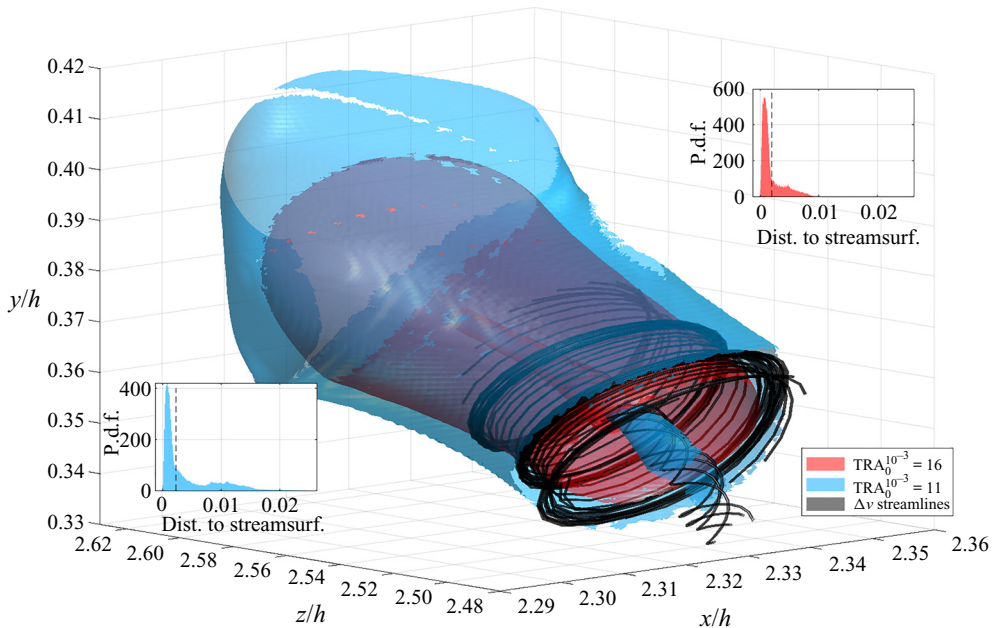 0.42
0.41
0.40
0.39
0.38
0.37
0.36
0.35
0.34
0.33
y/h
2.62
2.60
2.58
2.56
2.54
2.52
2.50
2.48
z/h
2.29
2.30
2.31
2.32
2.33
2.34
2.35
2.36
x/h
600
400
200
0
P.d.f.
0 0.01 0.02
Dist. to streamsurf.
400
200
0
P.d.f.
0 0.01 0.02
Dist. to streamsurf.
TRA₀^10⁻³ = 16
TRA₀^10⁻³ = 11
Δv streamlines